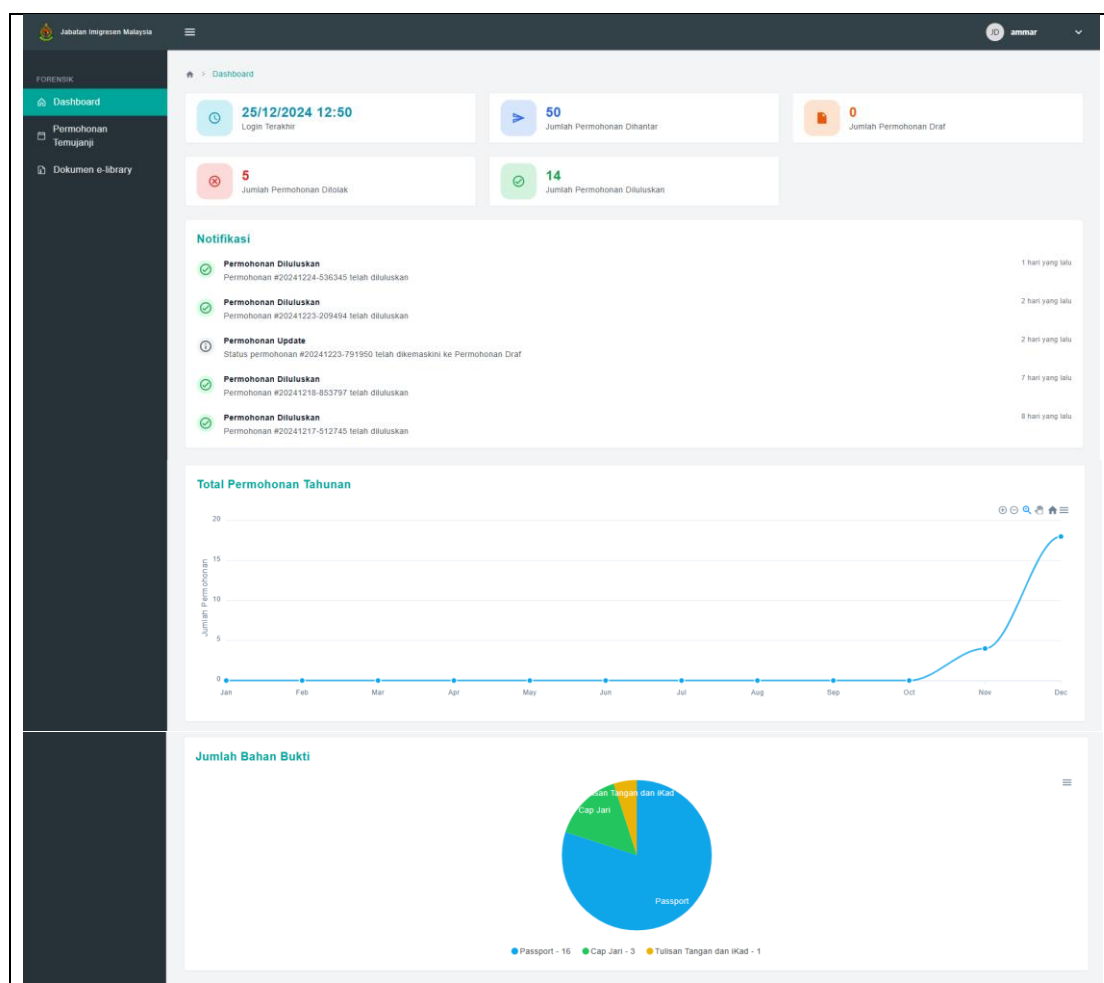 Jabatan Imigresen Malaysia
JD ammar
FORENSIK
Dashboard
Permohonan
Temujanji
Dokumen e-library
Dashboard
25/12/2024 12:50
Login Terakhir
50
Jumlah Permohonan Dihantar
0
Jumlah Permohonan Draf
5
Jumlah Permohonan Ditolak
14
Jumlah Permohonan Diluluskan
Notifikasi
Permohonan Diluluskan
1 hari yang lalu
Permohonan #20241224-536345 telah diluluskan
Permohonan Diluluskan
2 hari yang lalu
Permohonan #20241223-209494 telah diluluskan
Permohonan Update
2 hari yang lalu
Status permohonan #20241223-791950 telah dikemaskini ke Permohonan Draf
Permohonan Diluluskan
7 hari yang lalu
Permohonan #20241218-853797 telah diluluskan
Permohonan Diluluskan
8 hari yang lalu
Permohonan #20241217-512745 telah diluluskan
Total Permohonan Tahunan
Jumlah Permohonan
20
15
10
5
0
Jan Feb Mar Apr May Jun Jul Aug Sep Oct Nov Dec
Jumlah Bahan Bukti
Tangan dan iKad
Cap Jari
Passport
Passport - 16 Cap Jari - 3 Tulisan Tangan dan iKad - 1